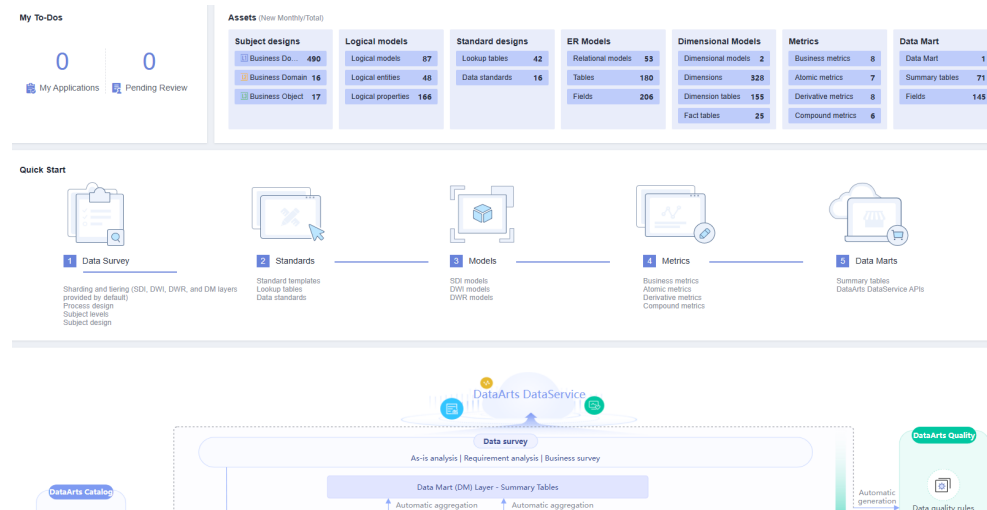 My To-Dos
0
My Applications
0
Pending Review
Assets (New Monthly/Total)
Subject designs
Business Do... 490
Business Domain 16
Business Object 17
Logical models
Logical models 87
Logical entities 48
Logical properties 166
Standard designs
Lookup tables 42
Data standards 16
ER Models
Relational models 53
Tables 180
Fields 206
Dimensional Models
Dimensional models 2
Dimensions 328
Dimension tables 155
Fact tables 25
Metrics
Business metrics 8
Atomic metrics 7
Derivative metrics 8
Compound metrics 6
Data Mart
Data Mart 1
Summary tables 71
Fields 145
Quick Start
1 Data Survey
Sharding and tiering (SDI, DWI, DWR, and DM layers
provided by default)
Process design
Subject levels
Subject design
2 Standards
Standard templates
Lookup tables
Data standards
3 Models
SDI models
DWI models
DWR models
4 Metrics
Business metrics
Atomic metrics
Derivative metrics
Compound metrics
5 Data Marts
Summary tables
DataArts DataService APIs
DataArts DataService
Data survey
As-is analysis | Requirement analysis | Business survey
Data Mart (DM) Layer - Summary Tables
Automatic aggregation
Automatic aggregation
DataArts Catalog
DataArts Quality
Automatic
generation
Data quality rules